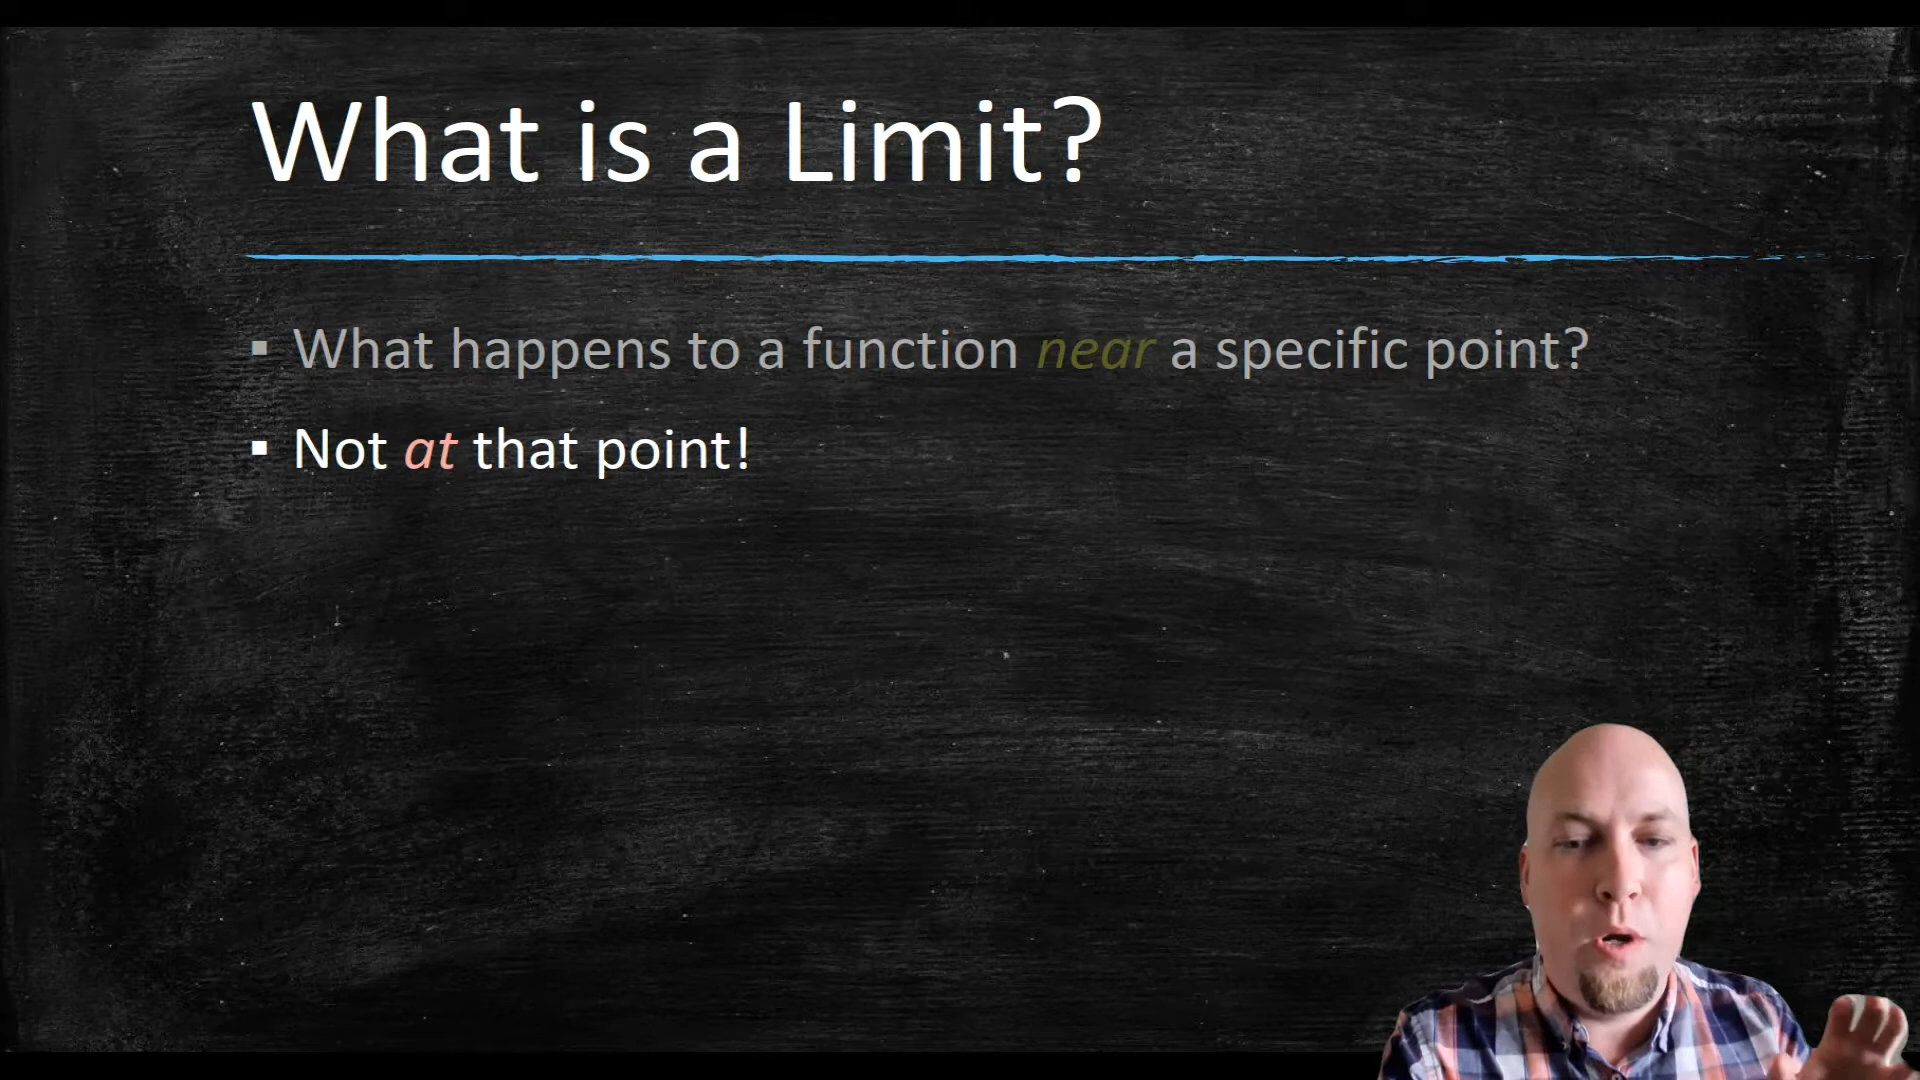 What is a Limit?
▪ What happens to a function near a specific point?
▪ Not at that point!